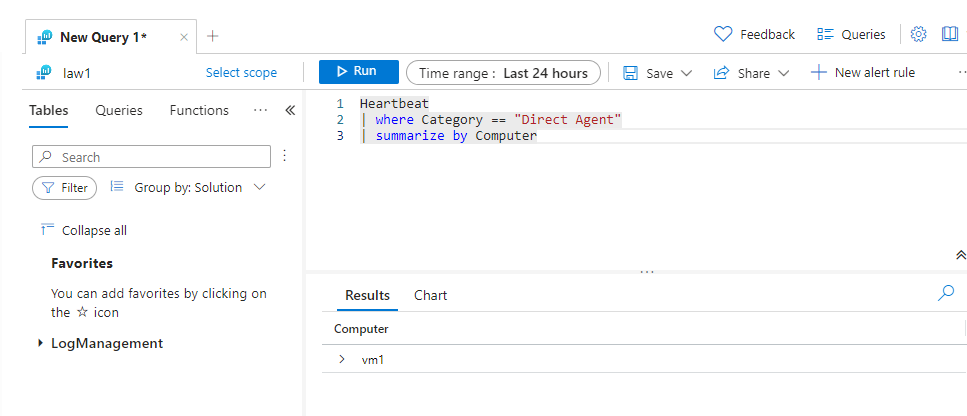 New Query 1*
Feedback
Queries
law1
Select scope
Run
Time range : Last 24 hours
Save
Share
New alert rule
Tables
Queries
Functions
Search
Filter
Group by: Solution
Collapse all
Favorites
You can add favorites by clicking on
the ☆ icon
LogManagement
1 Heartbeat
2 | where Category == "Direct Agent"
3 | summarize by Computer
Results
Chart
Computer
vm1